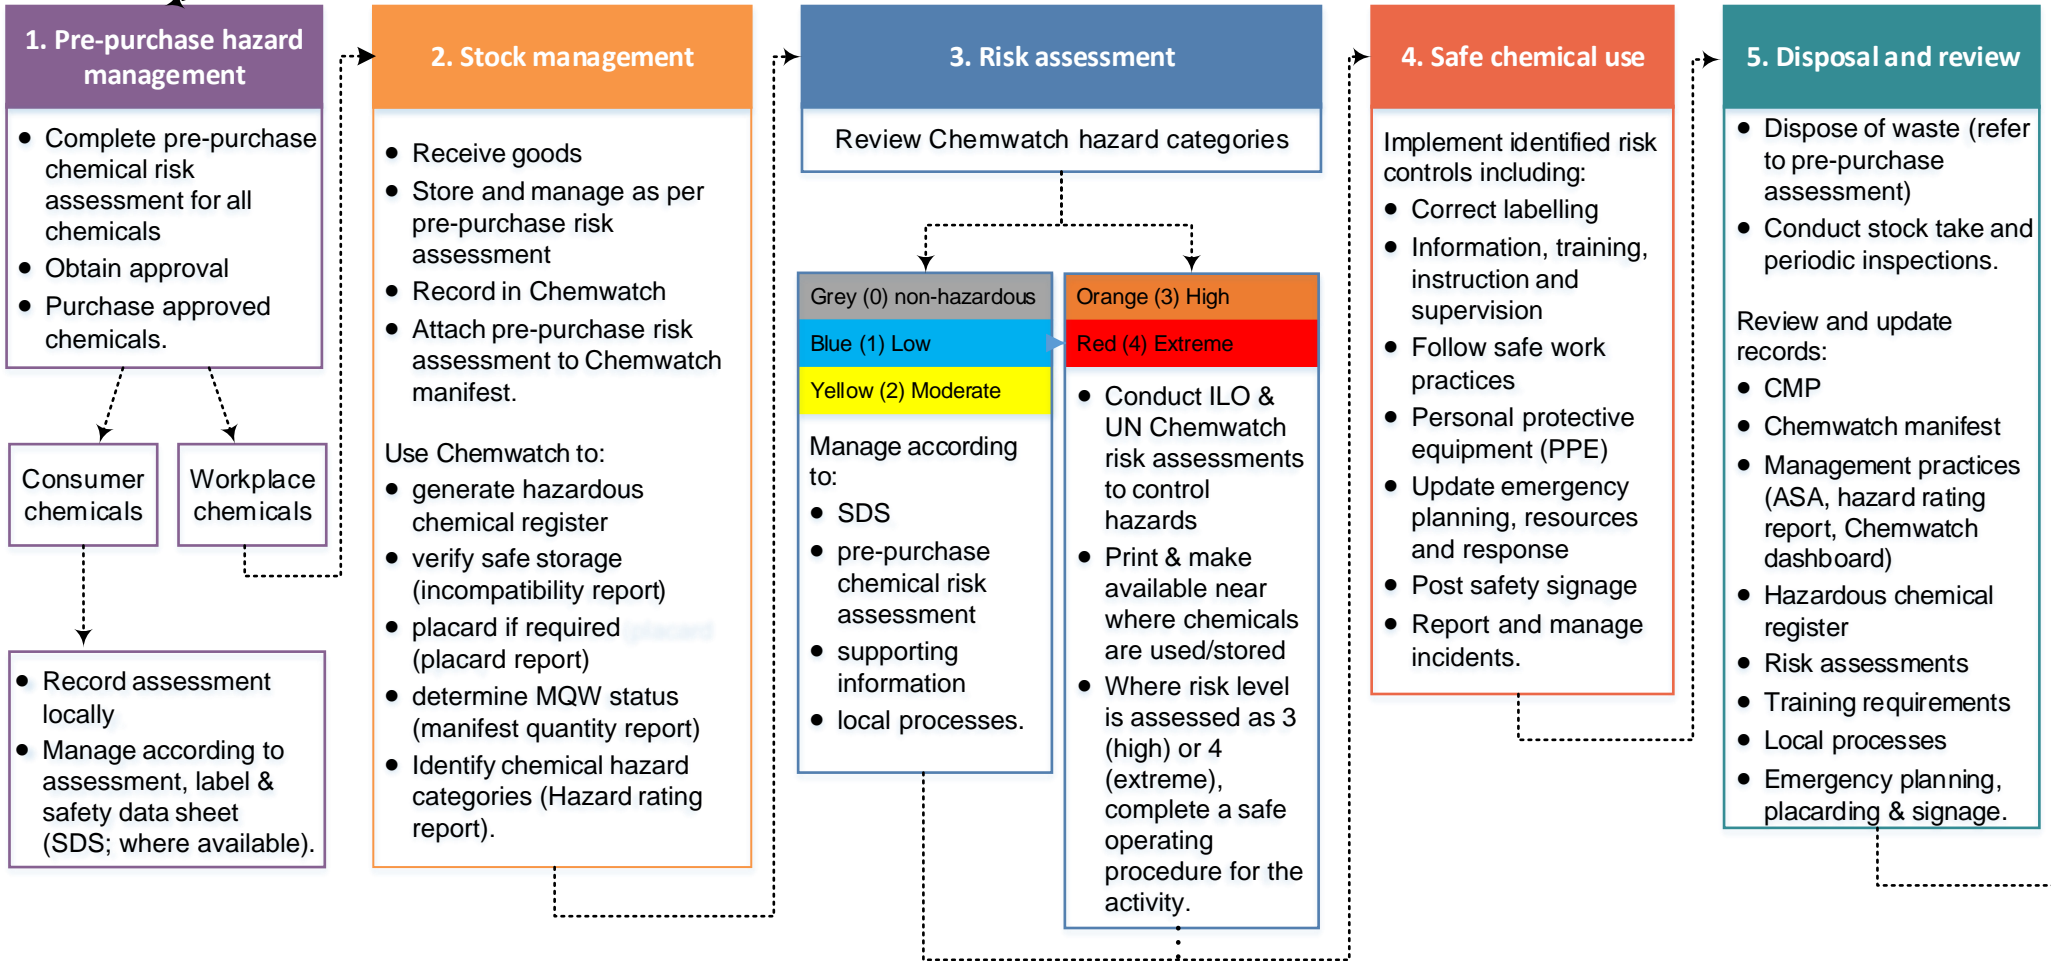 1. Pre-purchase hazard
management
• Complete pre-purchase
chemical risk
assessment for all
chemicals
• Obtain approval
• Purchase approved
chemicals.
Consumer
chemicals
Workplace
chemicals
• Record assessment
locally
• Manage according to
assessment, label &
safety data sheet
(SDS; where available).
2. Stock management
• Receive goods
• Store and manage as per
pre-purchase risk
assessment
• Record in Chemwatch
• Attach pre-purchase risk
assessment to Chemwatch
manifest.
Use Chemwatch to:
• generate hazardous
chemical register
• verify safe storage
(incompatibility report)
• placard if required
(placard report)
• determine MQW status
(manifest quantity report)
• Identify chemical hazard
categories (Hazard rating
report).
3. Risk assessment
Review Chemwatch hazard categories
Grey (0) non-hazardous
Blue (1) Low
Yellow (2) Moderate
Manage according
to:
• SDS
• pre-purchase
chemical risk
assessment
• supporting
information
• local processes.
Orange (3) High
Red (4) Extreme
• Conduct ILO &
UN Chemwatch
risk assessments
to control
hazards
• Print & make
available near
where chemicals
are used/stored
• Where risk level
is assessed as 3
(high) or 4
(extreme),
complete a safe
operating
procedure for the
activity.
4. Safe chemical use
Implement identified risk
controls including:
• Correct labelling
• Information, training,
instruction and
supervision
• Follow safe work
practices
• Personal protective
equipment (PPE)
• Update emergency
planning, resources
and response
• Post safety signage
• Report and manage
incidents.
5. Disposal and review
• Dispose of waste (refer
to pre-purchase
assessment)
• Conduct stock take and
periodic inspections.
Review and update
records:
• CMP
• Chemwatch manifest
• Management practices
(ASA, hazard rating
report, Chemwatch
dashboard)
• Hazardous chemical
register
• Risk assessments
• Training requirements
• Local processes
• Emergency planning,
placarding & signage.